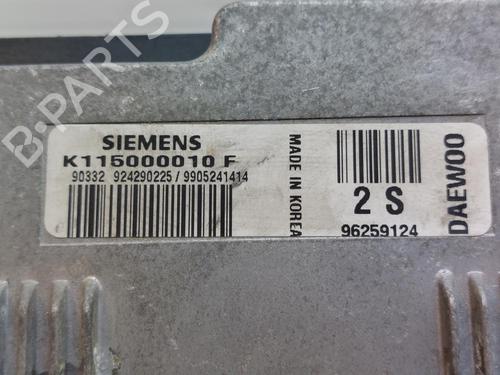 B-PARTS
SIEMENS
K115000010 F
90332 924290225 / 9905241414
MADE IN KOREA
2 S
96259124
DAEWOO